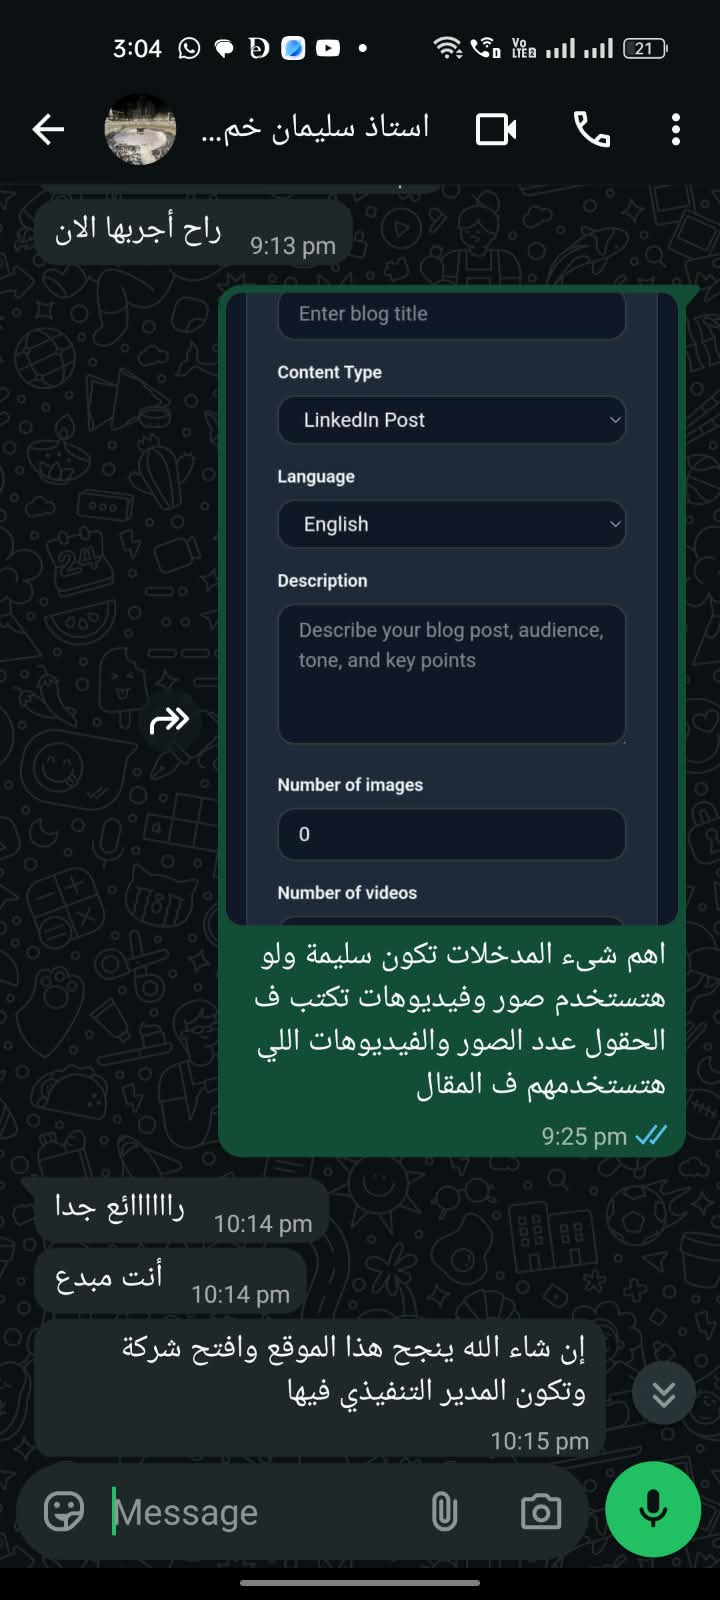 3:04
Vo LTE2
21
استاذ سليمان خم...
راح أجربها الان
9:13 pm
Enter blog title
Content Type
LinkedIn Post
Language
English
Description
Describe your blog post, audience,
tone, and key points
Number of images
0
Number of videos
اهم شىء المدخلات تكون سليمة ولو
هتستخدم صور وفيديوهات تكتب ف
الحقول عدد الصور والفيديوهات اللي
هتستخدمهم ف المقال
9:25 pm
راااااائع جدا
10:14 pm
أنت مبدع
10:14 pm
إن شاء الله ينجح هذا الموقع وافتح شركة
وتكون المدير التنفيذي فيها
10:15 pm
Message